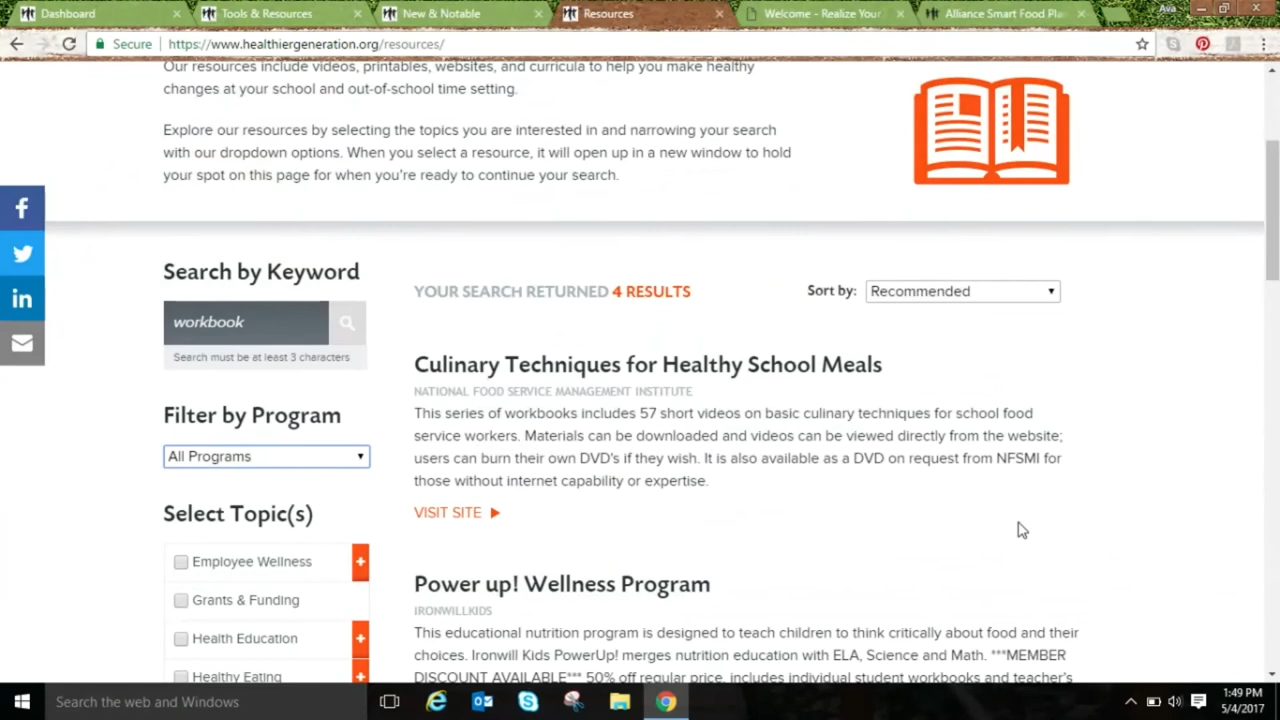 Dashboard
Tools & Resources
New & Notable
Resources
Welcome - Realize Your
Alliance Smart Food Pla
Ava
Secure
https://www.healthiergeneration.org/resources/
Our resources include videos, printables, websites, and curricula to help you make healthy
changes at your school and out-of-school time setting.
Explore our resources by selecting the topics you are interested in and narrowing your search
with our dropdown options. When you select a resource, it will open up in a new window to hold
your spot on this page for when you're ready to continue your search.
Search by Keyword
workbook
Search must be at least 3 characters
Filter by Program
All Programs
Select Topic(s)
Employee Wellness
Grants & Funding
Health Education
Healthy Eating
YOUR SEARCH RETURNED 4 RESULTS
Sort by: Recommended
Culinary Techniques for Healthy School Meals
NATIONAL FOOD SERVICE MANAGEMENT INSTITUTE
This series of workbooks includes 57 short videos on basic culinary techniques for school food
service workers. Materials can be downloaded and videos can be viewed directly from the website;
users can burn their own DVD's if they wish. It is also available as a DVD on request from NFSMI for
those without internet capability or expertise.
VISIT SITE
Power up! Wellness Program
IRONWILLKIDS
This educational nutrition program is designed to teach children to think critically about food and their
choices. Ironwill Kids PowerUp! merges nutrition education with ELA, Science and Math. ***MEMBER
DISCOUNT AVAILABLE*** 50% off regular price, includes individual student workbooks and teacher's
Search the web and Windows
1:49 PM
5/4/2017